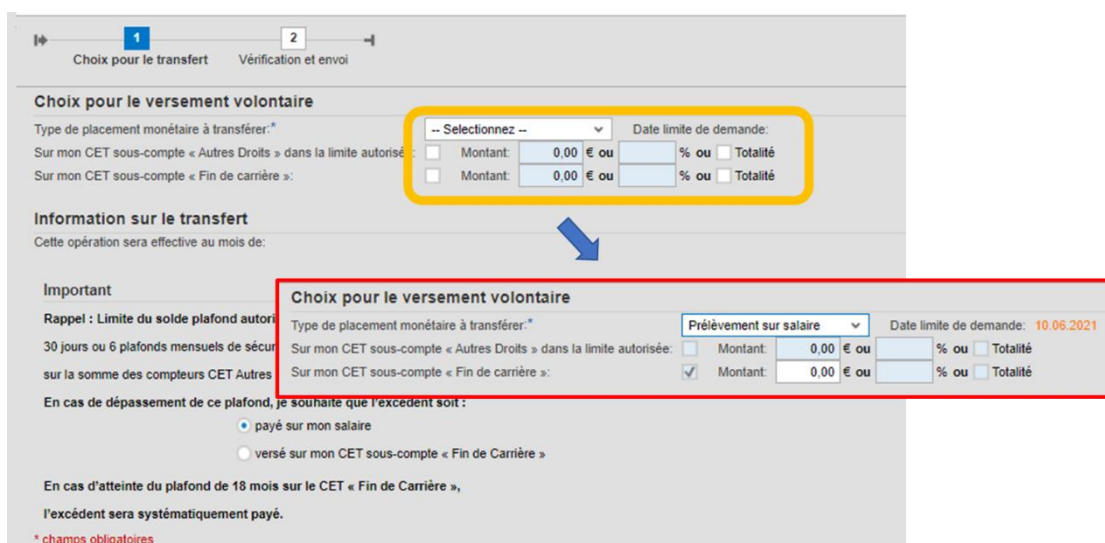 1 2
Choix pour le transfert Vérification et envoi
Choix pour le versement volontaire
Type de placement monétaire à transférer:* -- Selectionnez -- Date limite de demande:
Sur mon CET sous-compte « Autres Droits » dans la limite autorisé : Montant: 0,00 € ou % ou Totalité
Sur mon CET sous-compte « Fin de carrière »: Montant: 0,00 € ou % ou Totalité
Information sur le transfert
Cette opération sera effective au mois de:
Important
Rappel : Limite du solde plafond autori
30 jours ou 6 plafonds mensuels de sécur
sur la somme des compteurs CET Autres
Choix pour le versement volontaire
Type de placement monétaire à transférer:* Prélèvement sur salaire Date limite de demande: 10.06.2021
Sur mon CET sous-compte « Autres Droits » dans la limite autorisée: Montant: 0,00 € ou % ou Totalité
Sur mon CET sous-compte « Fin de carrière »: Montant: 0,00 € ou % ou Totalité
En cas de dépassement de ce plafond, je souhaite que l'excédent soit :
payé sur mon salaire
versé sur mon CET sous-compte « Fin de Carrière »
En cas d'atteinte du plafond de 18 mois sur le CET « Fin de Carrière »,
l'excédent sera systématiquement payé.
* champs obligatoires